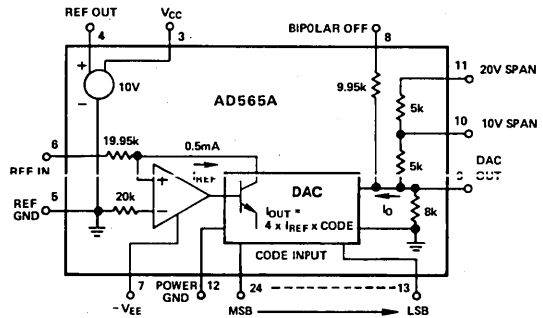 REF OUT
VCC
BIPOLAR OFF
4
3
8
+
−
10V
AD565A
9.95k
11
20V SPAN
5k
10
10V SPAN
5k
6
REF IN
19.95k
0.5mA
IREF
DAC
OUT
5
REF
GND
20k
+
−
DAC
IOUT =
4 x IREF x CODE
IO
8k
CODE INPUT
7
−VEE
POWER
GND
12
24
13
MSB
LSB